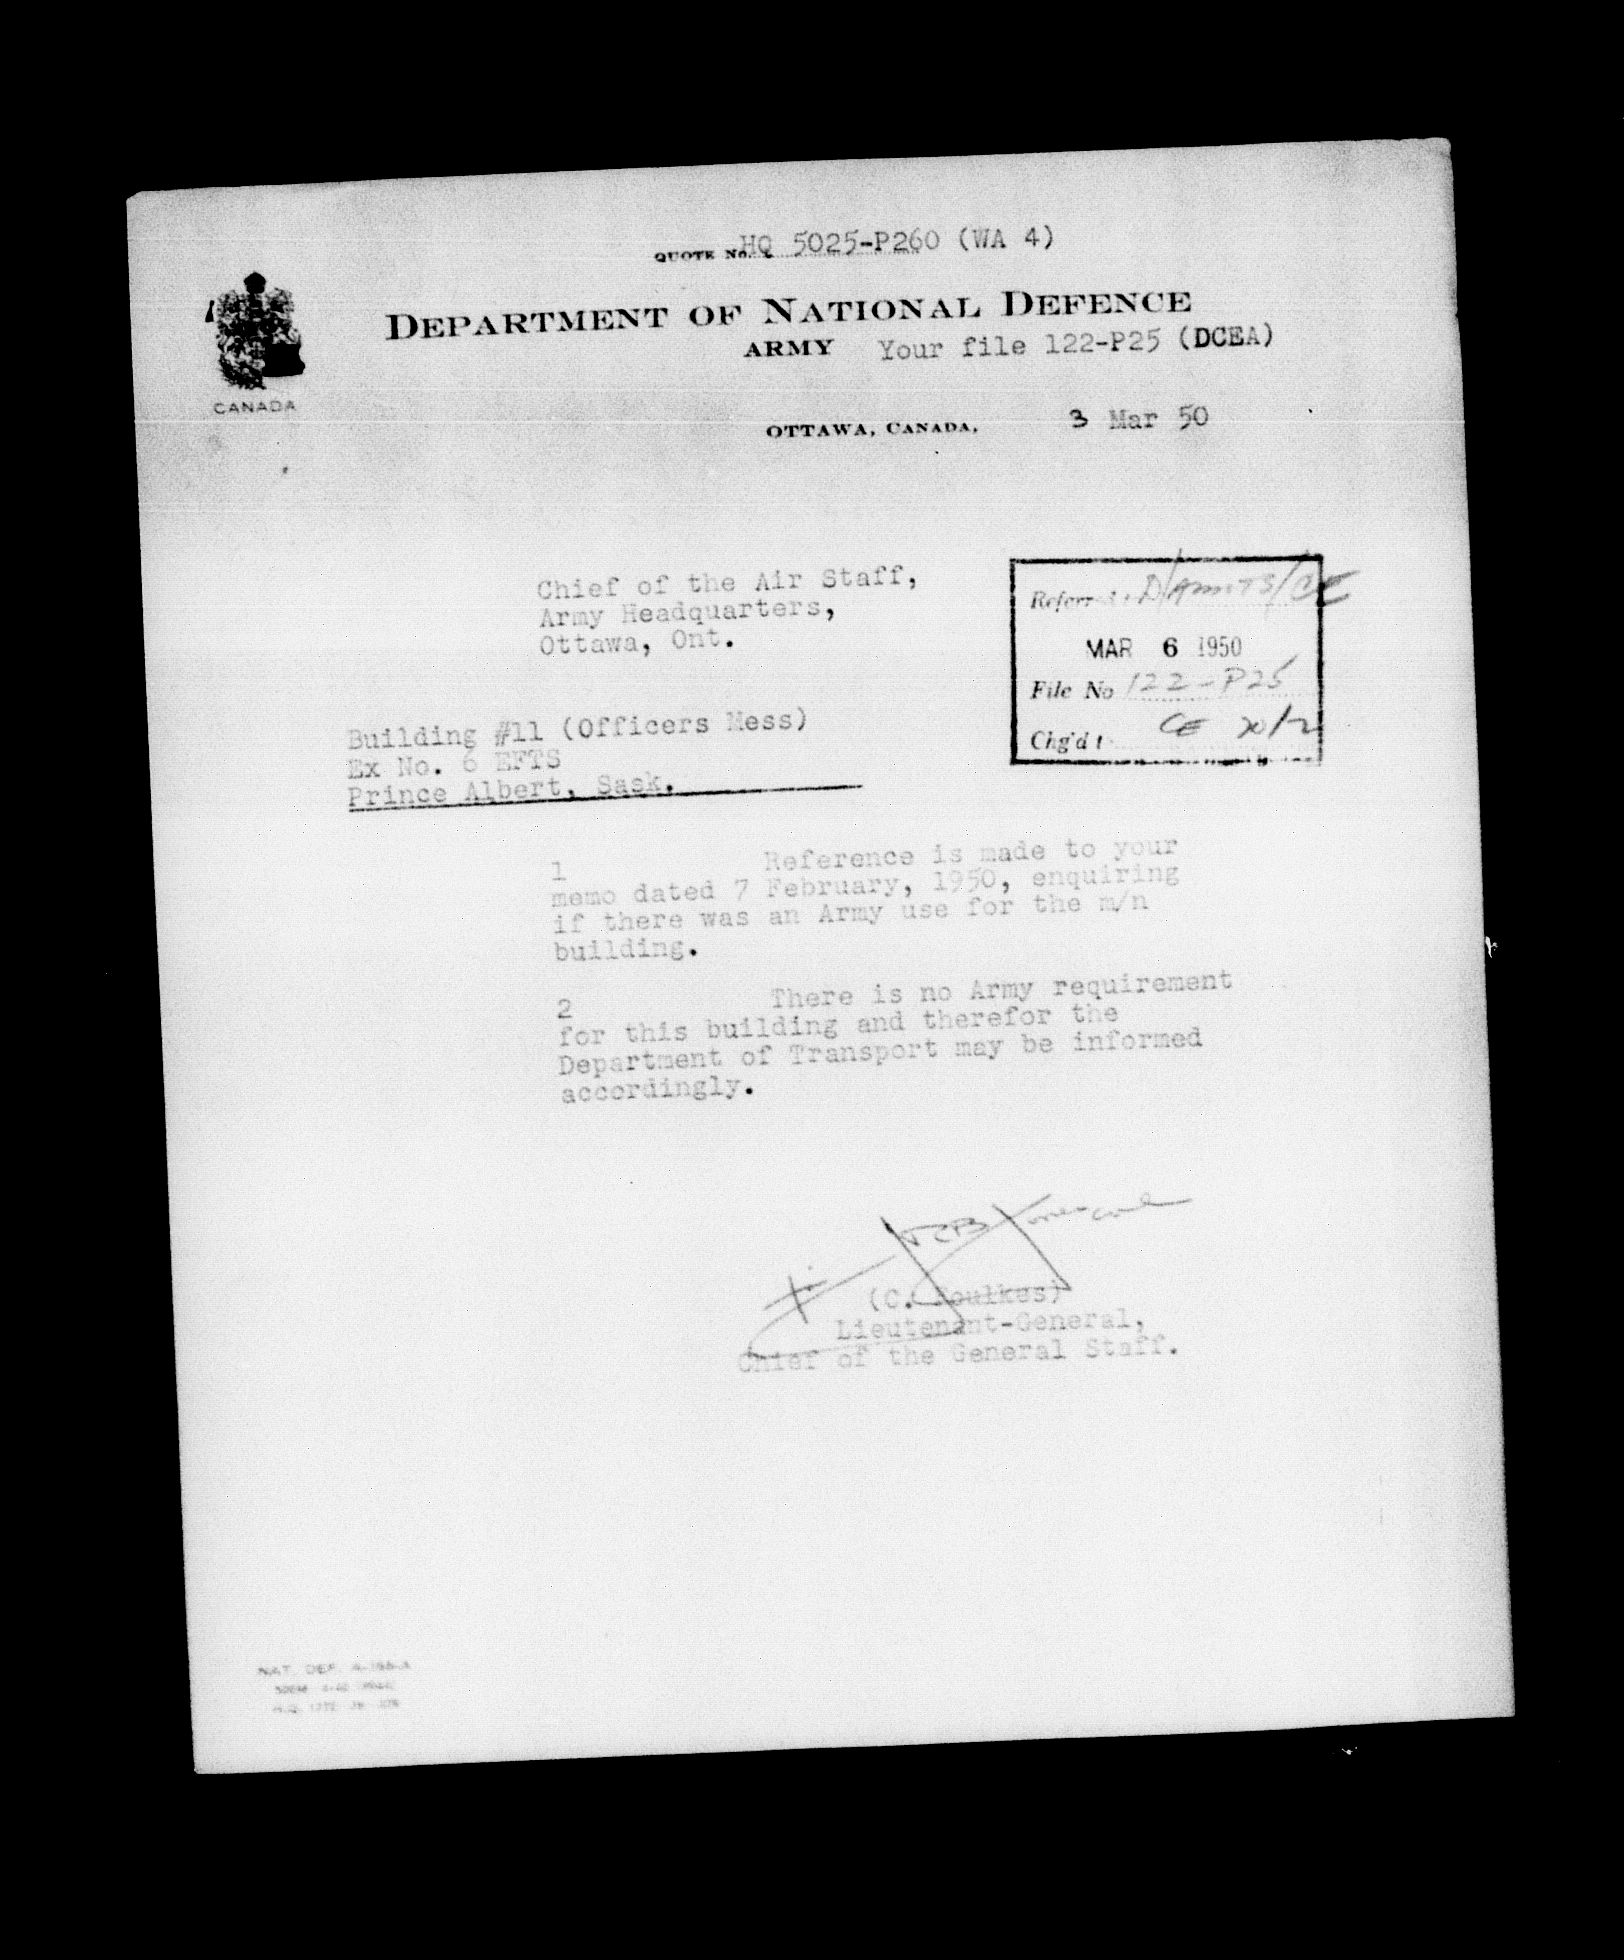 QUOTE No. HQ 5025-P260 (WA 4)
DEPARTMENT OF NATIONAL DEFENCE
ARMY Your file 122-P25 (DCEA)
CANADA
OTTAWA, CANADA, 3 Mar 50
Chief of the Air Staff,
Army Headquarters,
Ottawa, Ont.
MAR 6 1950
File No 122-P25
Chg'd t CE
Building #11 (Officers Mess)
Ex No. 6 EFTS
Prince Albert, Sask.
1 Reference is made to your
memo dated 7 February, 1950, enquiring
if there was an Army use for the m/n
building.
2 There is no Army requirement
for this building and therefor the
Department of Transport may be informed
accordingly.
(C. Foulkes)
Lieutenant-General,
Chief of the General Staff.
NAT. DEF.